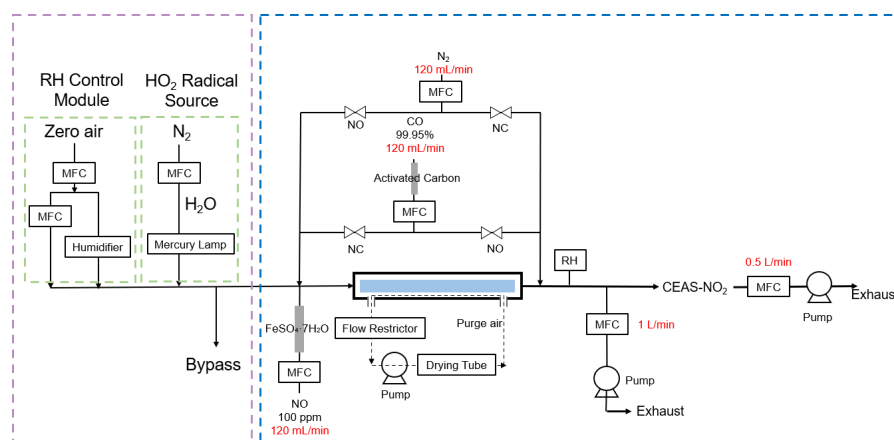 RH Control
Module
HO₂ Radical
Source
Zero air
N₂
MFC
MFC
MFC
H₂O
Humidifier
Mercury Lamp
Bypass
N₂
120 mL/min
MFC
NO
NC
CO
99.95%
120 mL/min
Activated Carbon
MFC
NC
NO
RH
FeSO₄·7H₂O
Flow Restrictor
Purge air
Drying Tube
Pump
MFC
NO
100 ppm
120 mL/min
CEAS-NO₂
0.5 L/min
MFC
Pump
Exhaus
MFC
1 L/min
Pump
Exhaust